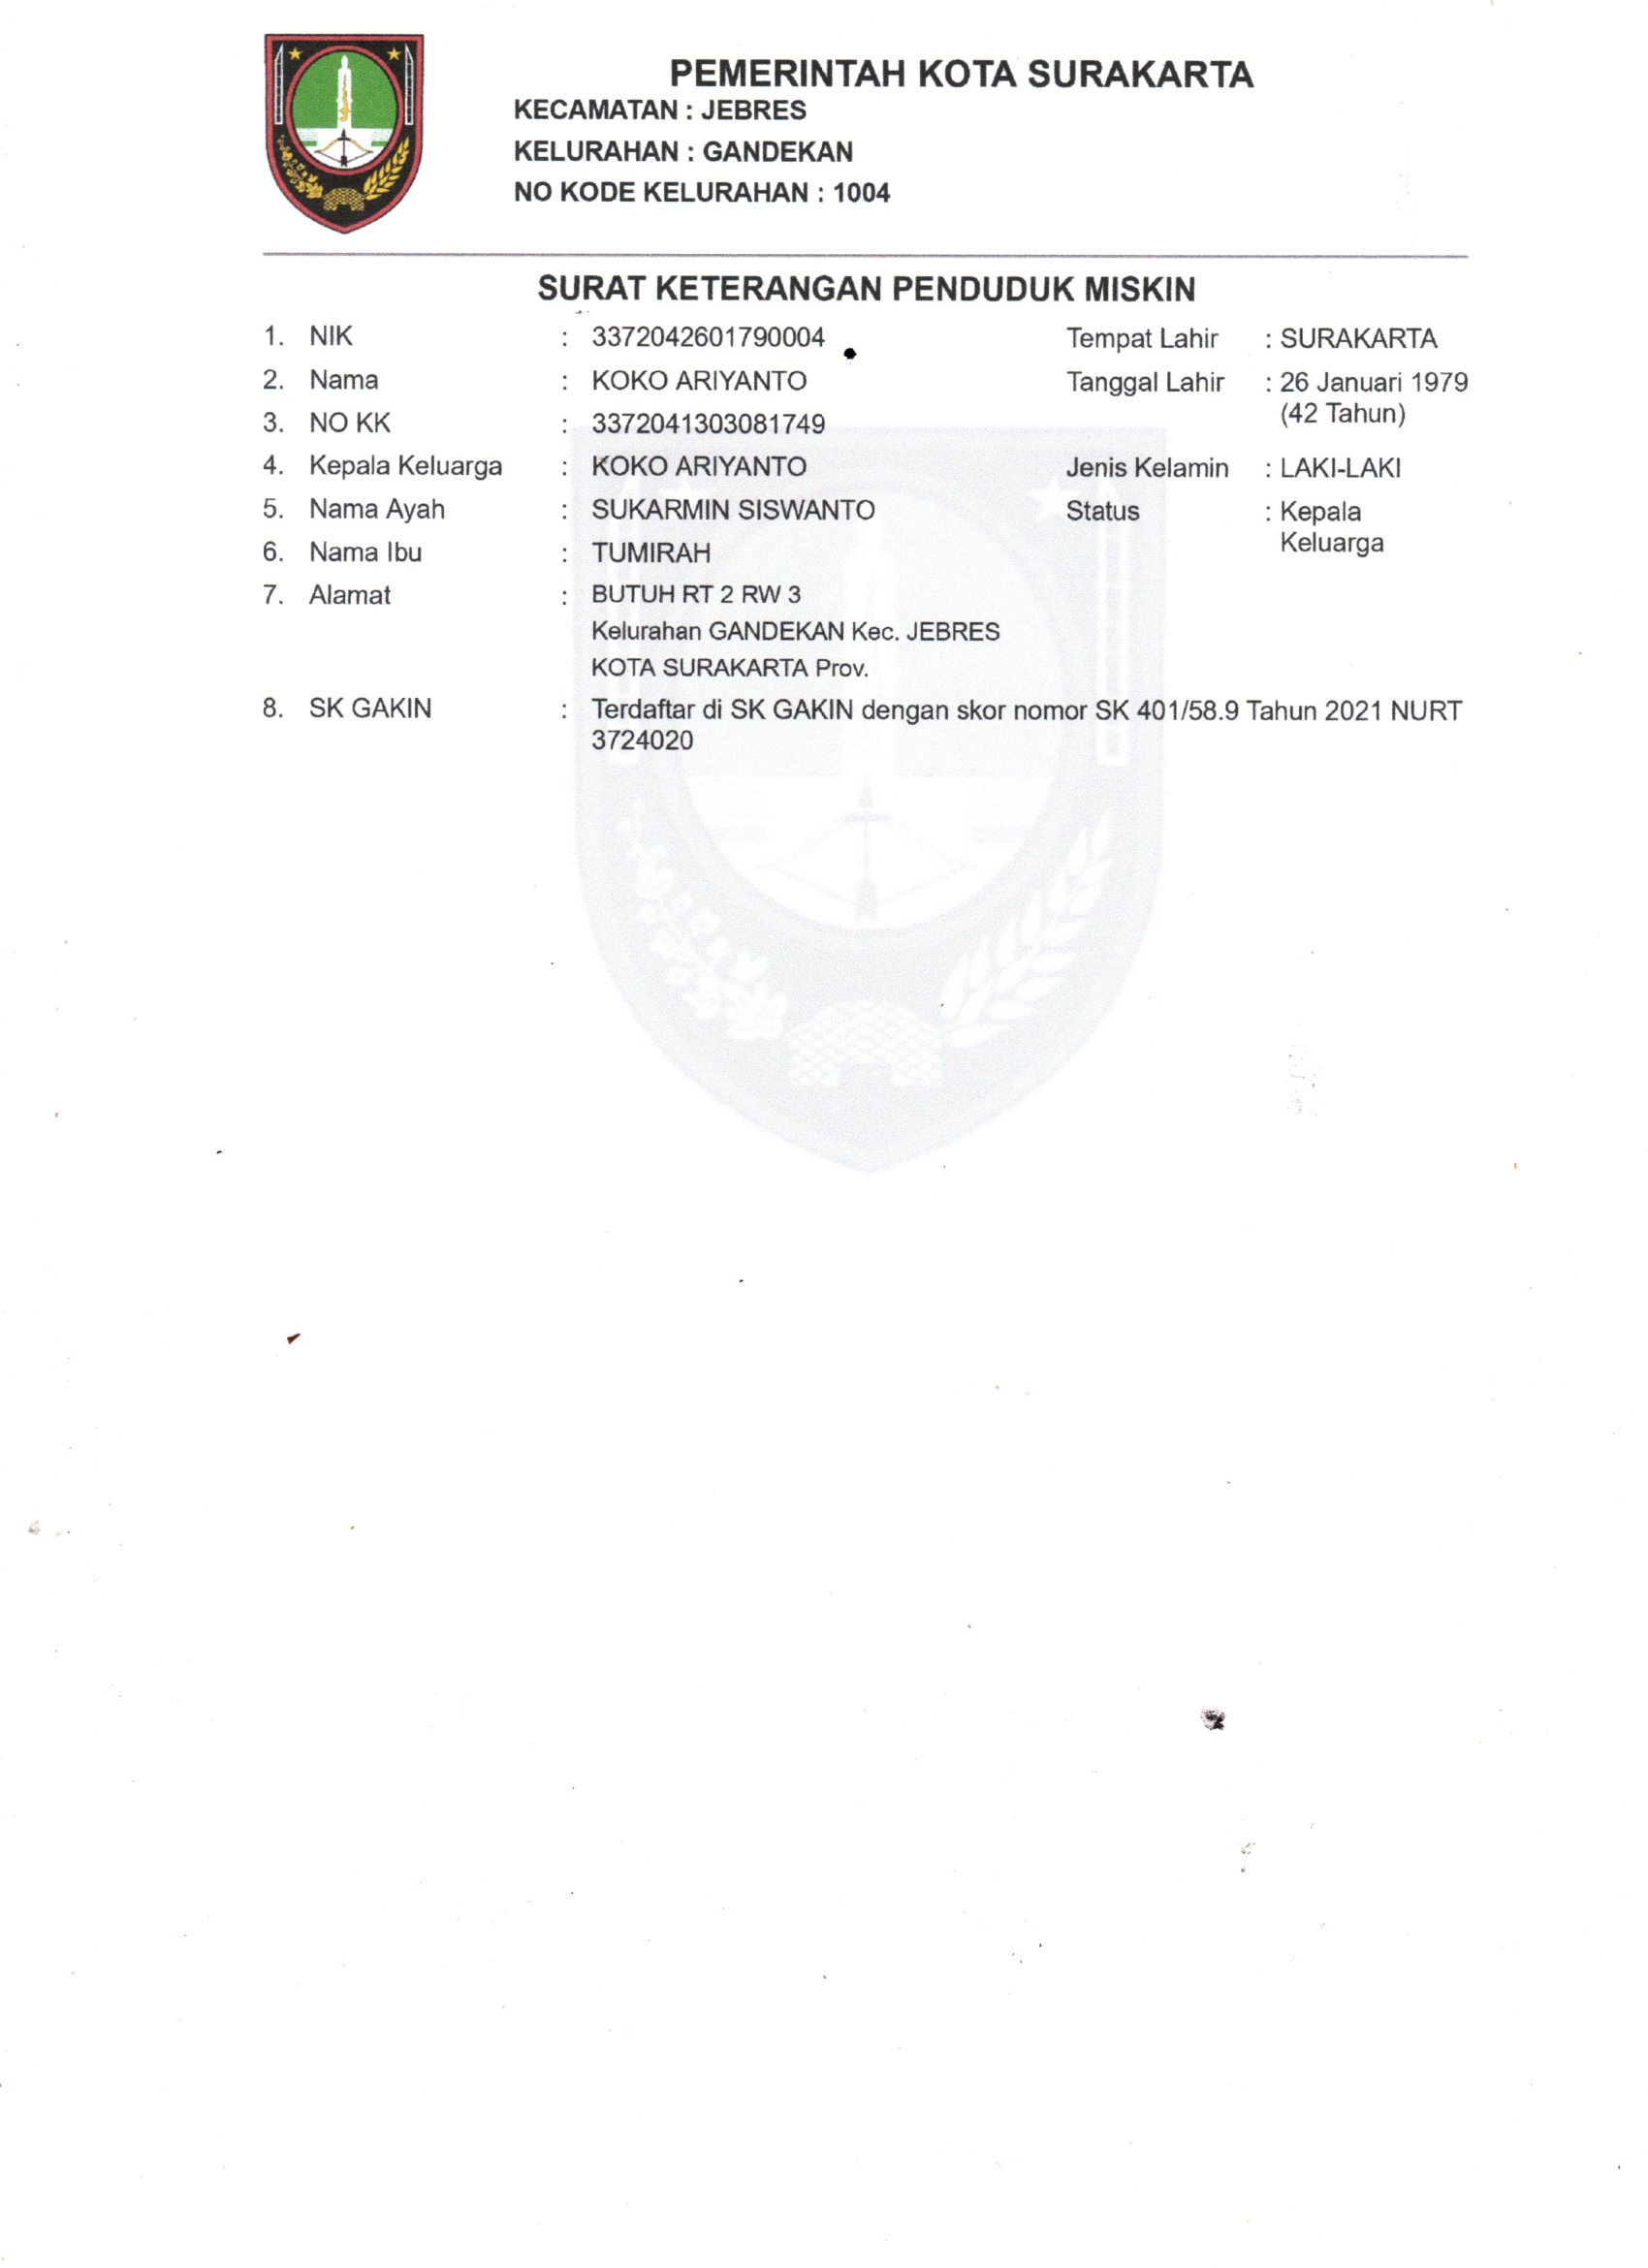 PEMERINTAH KOTA SURAKARTA
KECAMATAN : JEBRES
KELURAHAN : GANDEKAN
NO KODE KELURAHAN : 1004
SURAT KETERANGAN PENDUDUK MISKIN
1. NIK : 3372042601790004 Tempat Lahir : SURAKARTA
2. Nama : KOKO ARIYANTO Tanggal Lahir : 26 Januari 1979
(42 Tahun)
3. NO KK : 3372041303081749
4. Kepala Keluarga : KOKO ARIYANTO Jenis Kelamin : LAKI-LAKI
5. Nama Ayah : SUKARMIN SISWANTO Status : Kepala
Keluarga
6. Nama Ibu : TUMIRAH
7. Alamat : BUTUH RT 2 RW 3
Kelurahan GANDEKAN Kec. JEBRES
KOTA SURAKARTA Prov.
8. SK GAKIN : Terdaftar di SK GAKIN dengan skor nomor SK 401/58.9 Tahun 2021 NURT
3724020